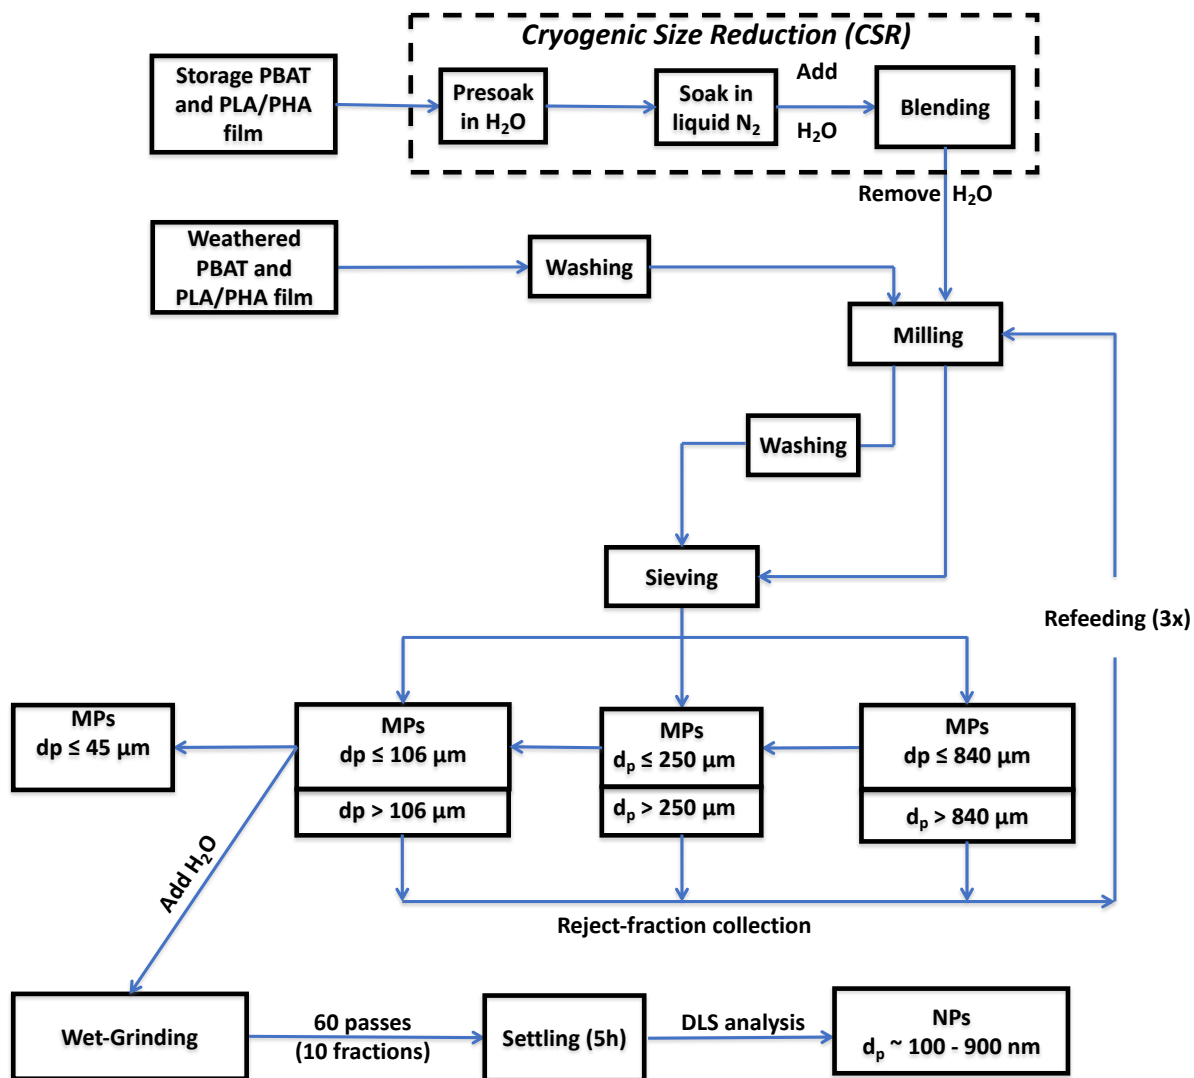 Cryogenic Size Reduction (CSR)
Storage PBAT
and PLA/PHA
film
Presoak
in H₂O
Soak in
liquid N₂
Add
H₂O
Blending
Remove H₂O
Weathered
PBAT and
PLA/PHA film
Washing
Milling
Washing
Sieving
Refeeding (3x)
MPs
dp ≤ 45 μm
MPs
dp ≤ 106 μm
dp > 106 μm
MPs
dₚ ≤ 250 μm
dₚ > 250 μm
MPs
dp ≤ 840 μm
dₚ > 840 μm
Add H₂O
Reject-fraction collection
Wet-Grinding
60 passes
(10 fractions)
Settling (5h)
DLS analysis
NPs
dₚ ~ 100 - 900 nm